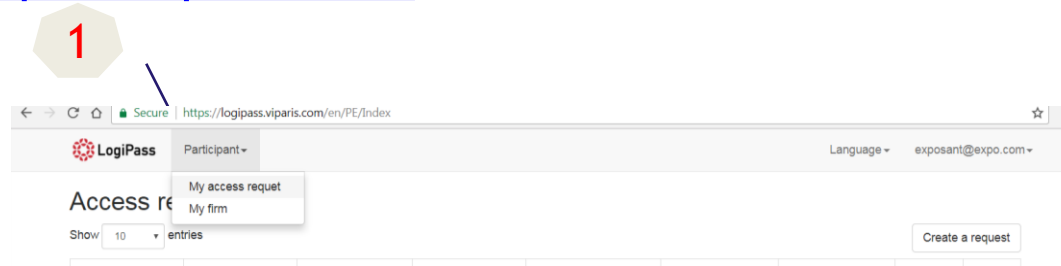 1
Secure https://logipass.viparis.com/en/PE/Index
LogiPass Participant Language exposant@expo.com
My access requet
My firm
Access re
Show 10 entries
Create a request